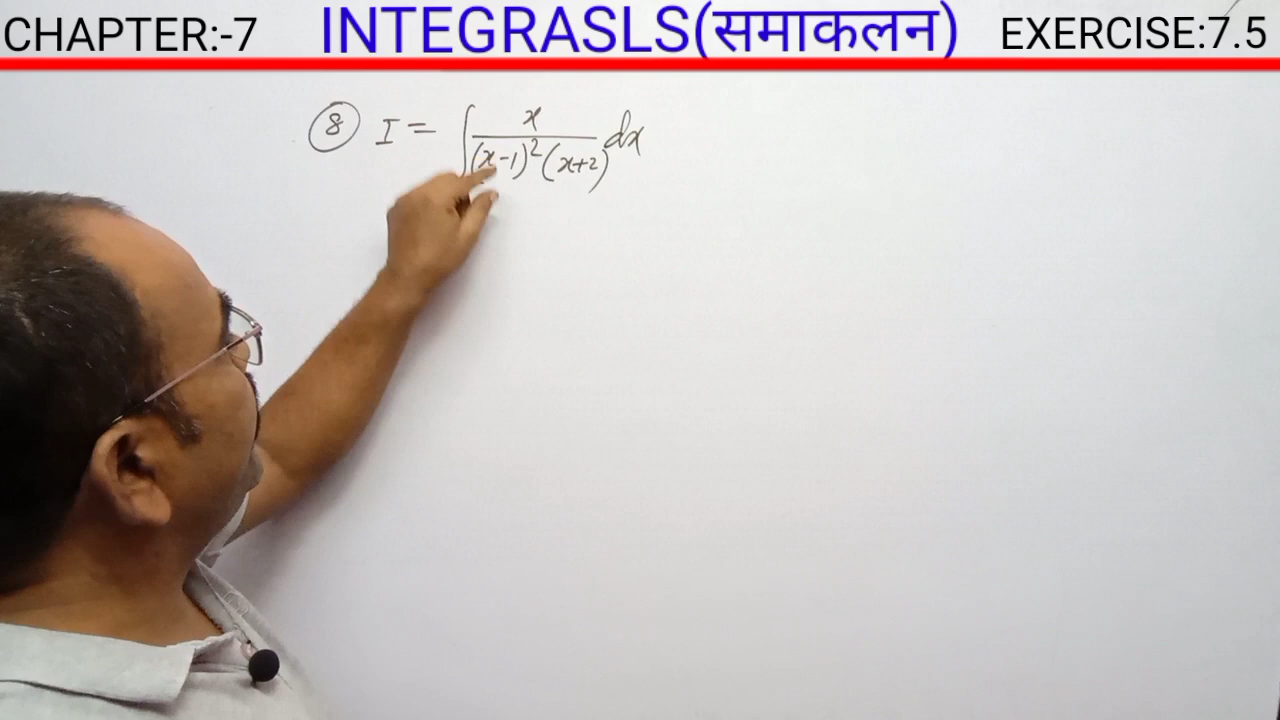 CHAPTER:-7 INTEGRASLS(समाकलन) EXERCISE:7.5
8 I = ∫ x / (x-1)² (x+2) dx